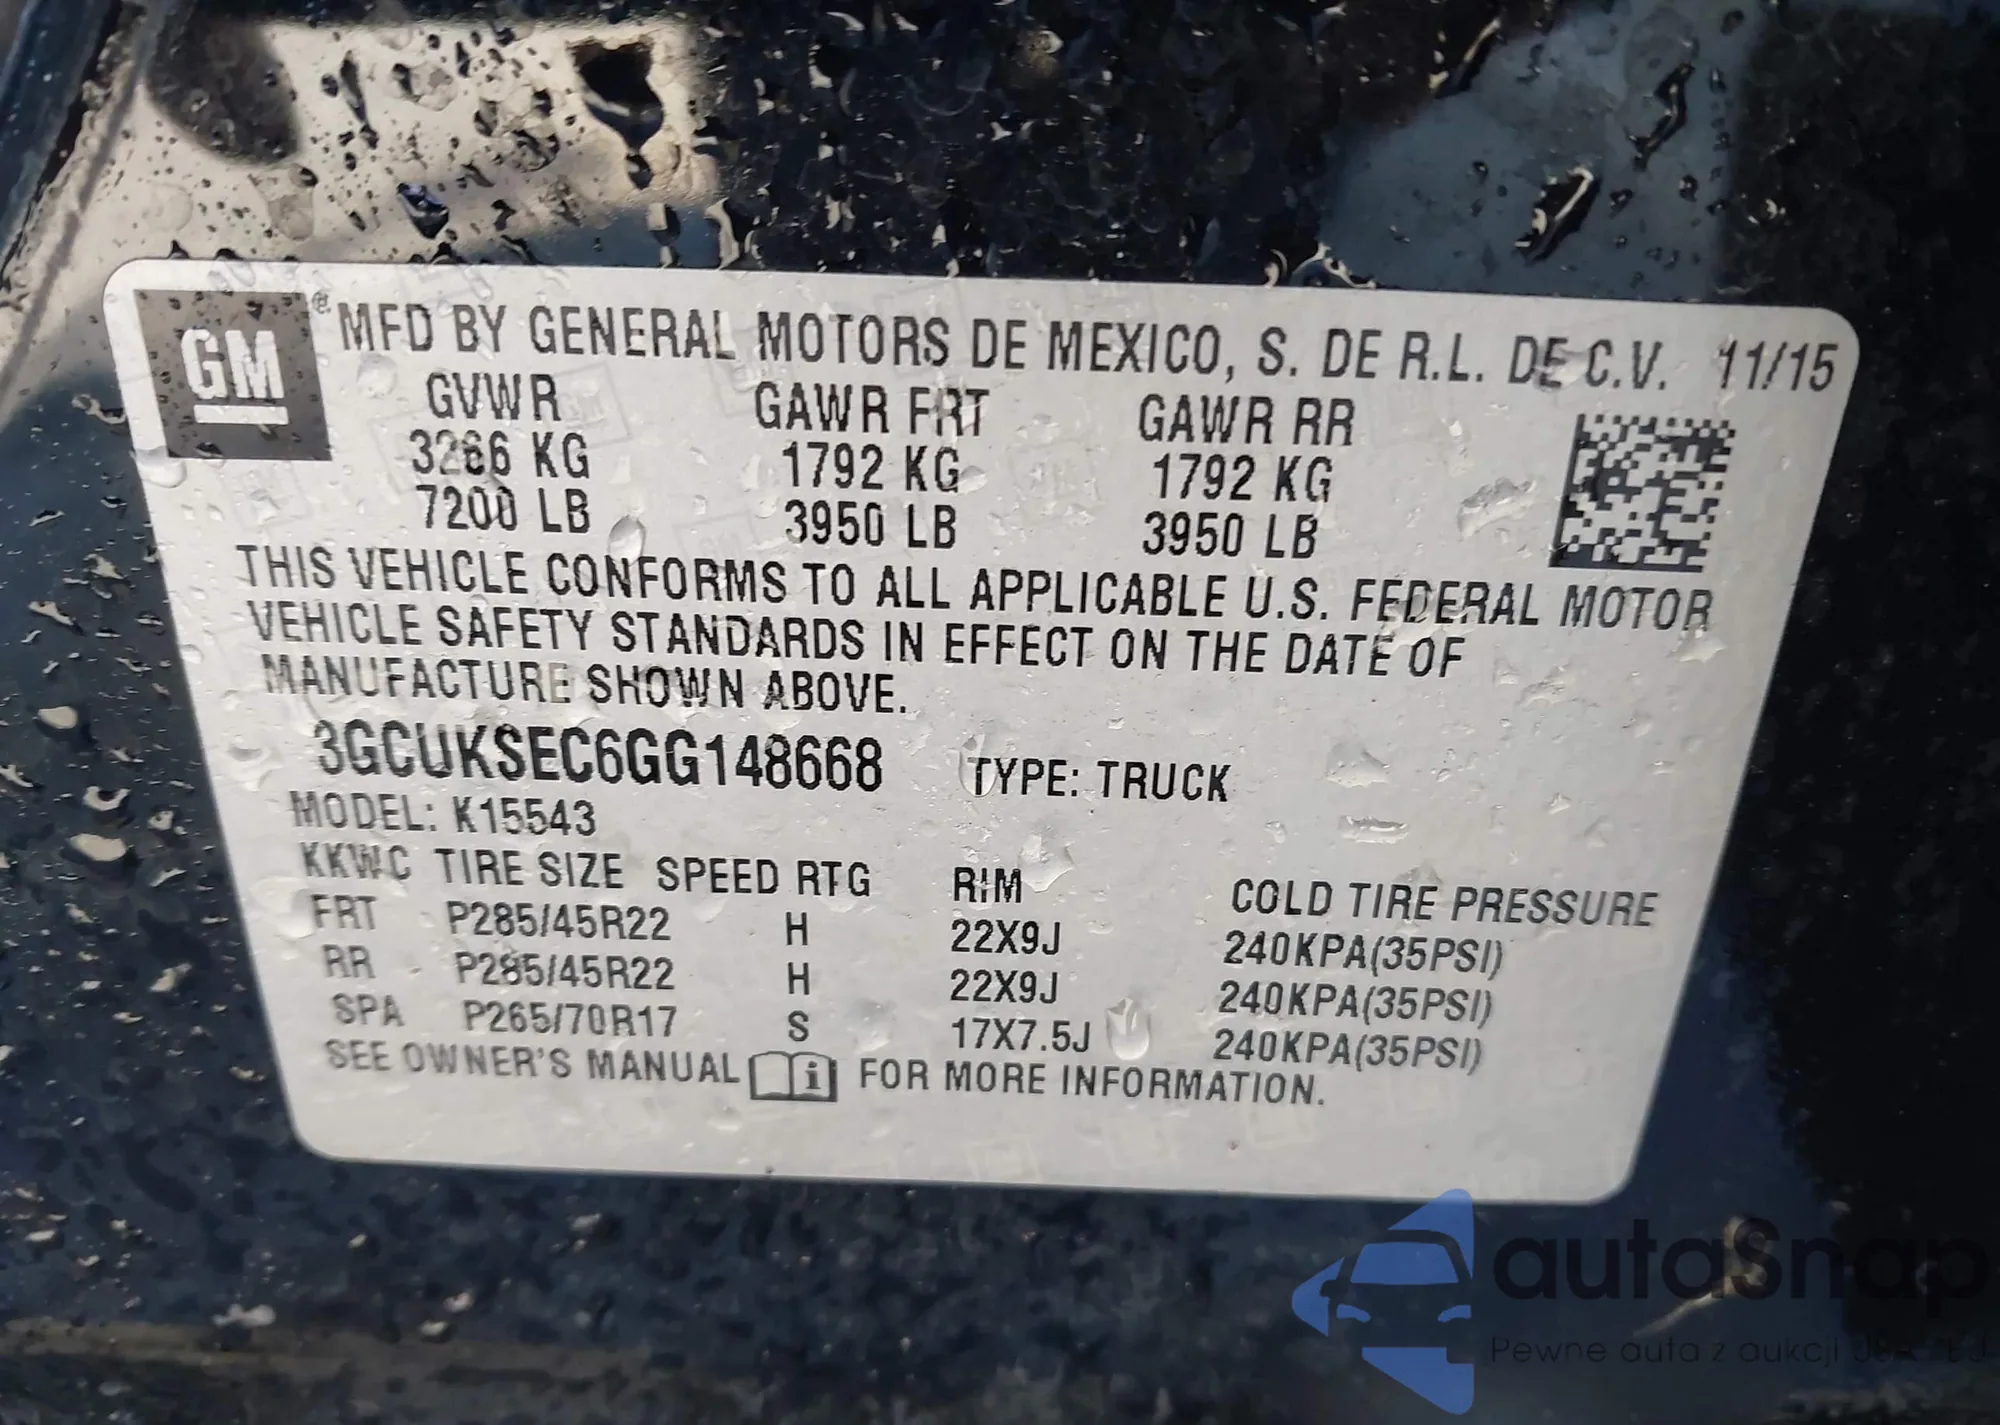 GM ® MFD BY GENERAL MOTORS DE MEXICO, S. DE R.L. DE C.V. 11/15
GVWR GAWR FRT GAWR RR
3266 KG 1792 KG 1792 KG
7200 LB 3950 LB 3950 LB
THIS VEHICLE CONFORMS TO ALL APPLICABLE U.S. FEDERAL MOTOR
VEHICLE SAFETY STANDARDS IN EFFECT ON THE DATE OF
MANUFACTURE SHOWN ABOVE.
3GCUKSEC6GG148668 TYPE: TRUCK
MODEL: K15543
KKWC TIRE SIZE SPEED RTG RIM COLD TIRE PRESSURE
FRT P285/45R22 H 22X9J 240KPA(35PSI)
RR P285/45R22 H 22X9J 240KPA(35PSI)
SPA P265/70R17 S 17X7.5J 240KPA(35PSI)
SEE OWNER'S MANUAL i FOR MORE INFORMATION.
autaSnap
Pewne auta z aukcji